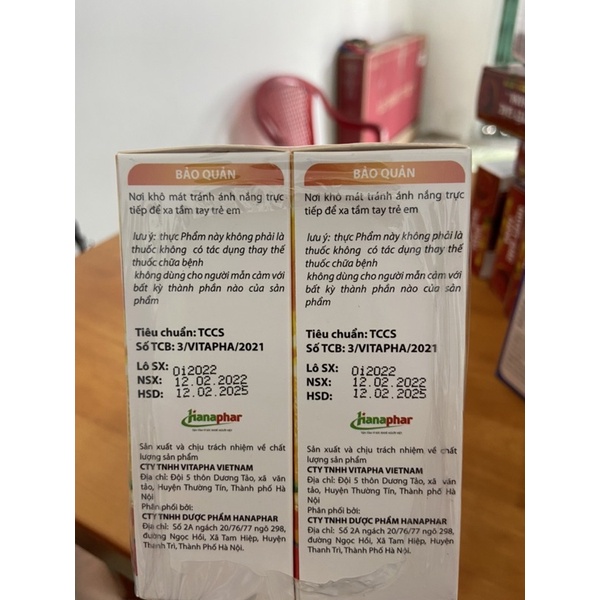 BẢO QUẢN
Nơi khô mát tránh ánh nắng trực
tiếp để xa tầm tay trẻ em
lưu ý: thực Phẩm này không phải là
thuốc không có tác dụng thay thế
thuốc chữa bệnh
không dùng cho người mẫn cảm với
bất kỳ thành phần nào của sản
phẩm
Tiêu chuẩn: TCCS
Số TCB: 3/VITAPHA/2021
Lô SX: 012022
NSX: 12.02.2022
HSD: 12.02.2025
Hanaphar
Sản xuất và chịu trách nhiệm về chất
lượng sản phẩm
CTY TNHH VITAPHA VIETNAM
Địa chỉ: Đội 5 thôn Dương Tảo, xã vân
tảo, Huyện Thường Tín, Thành phố Hà
Nội
Phân phối bởi:
CTY TNHH DƯỢC PHẨM HANAPHAR
Địa chỉ: Số 2A ngách 20/76/77 ngõ 298,
đường Ngọc Hồi, Xã Tam Hiệp, Huyện
Thanh Trì, Thành Phố Hà Nội.
BẢO QUẢN
Nơi khô mát tránh ánh nắng trực
tiếp để xa tầm tay trẻ em
lưu ý: thực Phẩm này không phải là
thuốc không có tác dụng thay thế
thuốc chữa bệnh
không dùng cho người mẫn cảm với
bất kỳ thành phần nào của sản
phẩm
Tiêu chuẩn: TCCS
Số TCB: 3/VITAPHA/2021
Lô SX: 012022
NSX: 12.02.2022
HSD: 12.02.2025
Hanaphar
Sản xuất và chịu trách nhiệm về chất
lượng sản phẩm
CTY TNHH VITAPHA VIETNAM
Địa chỉ: Đội 5 thôn Dương Tảo, xã vân
tảo, Huyện Thường Tín, Thành phố Hà
Nội
Phân phối bởi:
CTY TNHH DƯỢC PHẨM HANAPHAR
Địa chỉ: Số 2A ngách 20/76/77 ngõ 298,
đường Ngọc Hồi, Xã Tam Hiệp, Huyện
Thanh Trì, Thành Phố Hà Nội.